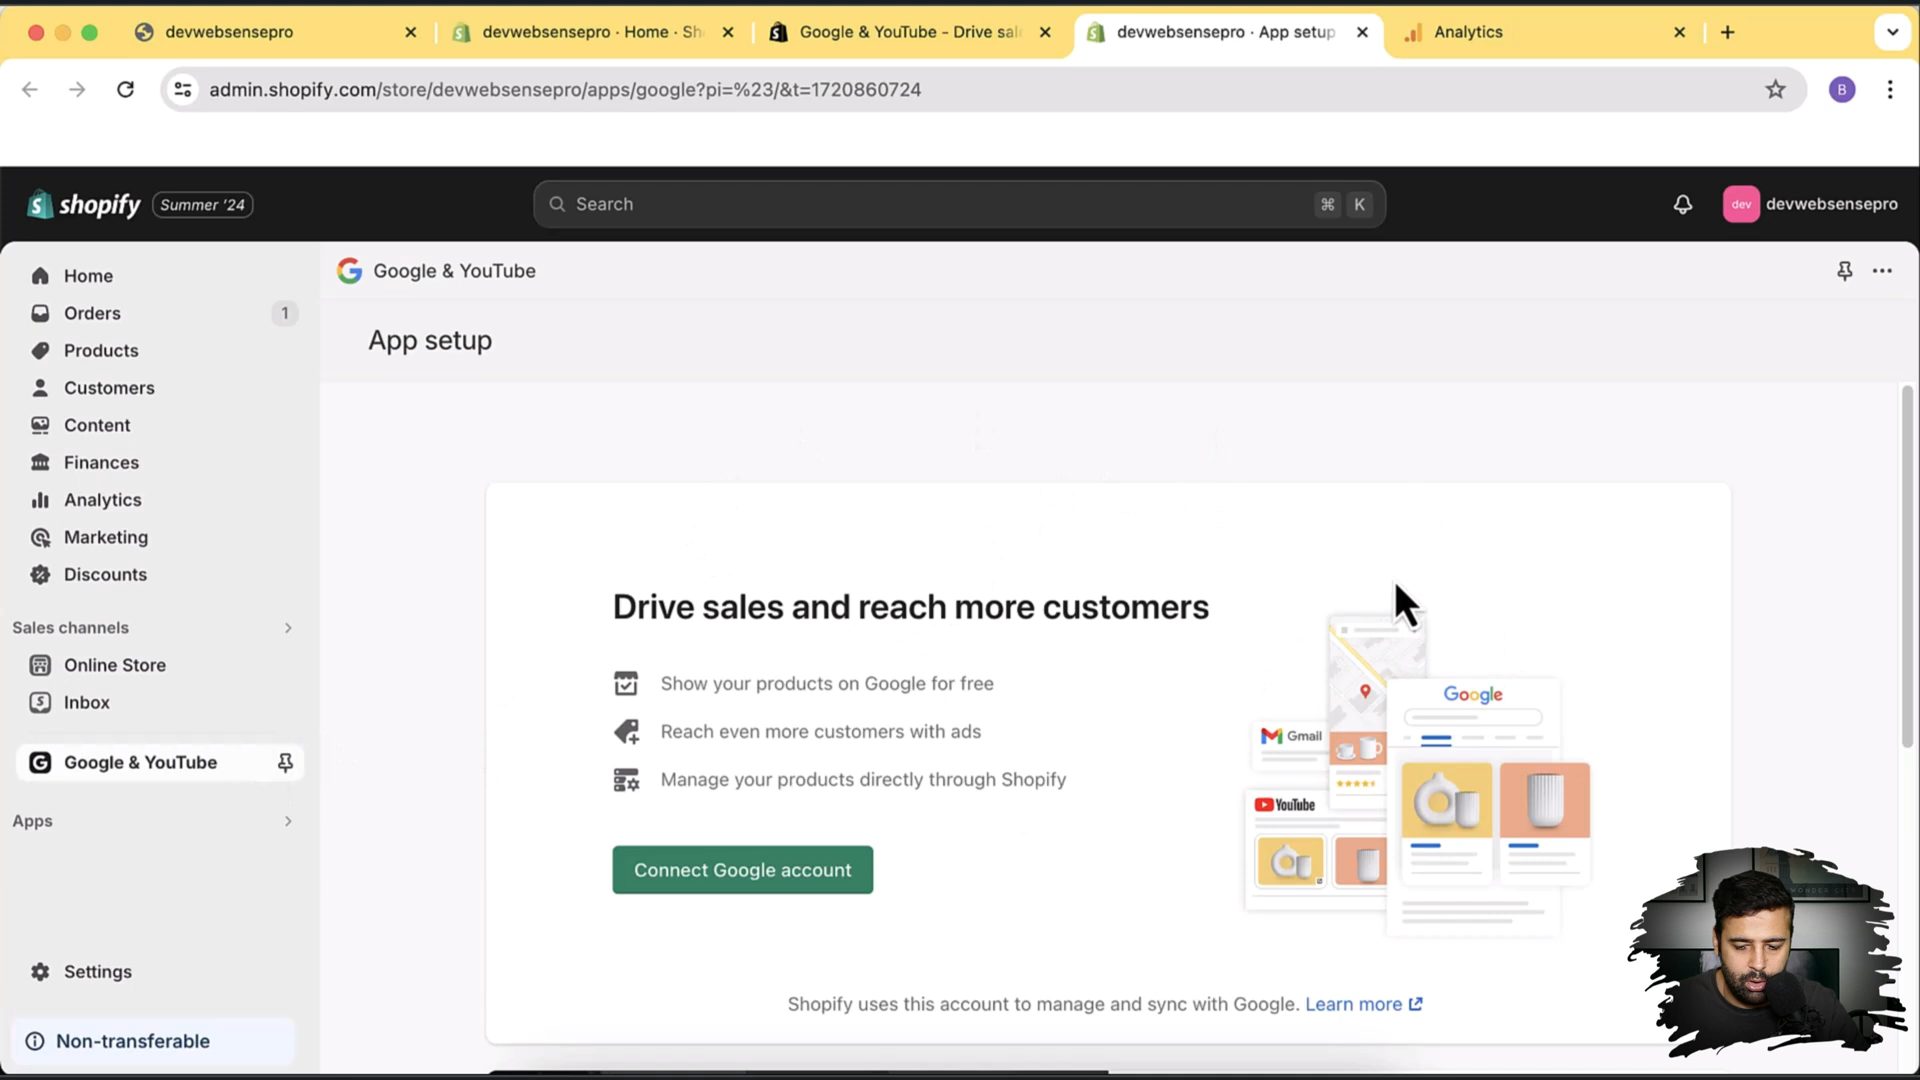 devwebsensepro
devwebsensepro · Home · Sh
Google & YouTube - Drive sal
devwebsensepro · App setup
Analytics
admin.shopify.com/store/devwebsensepro/apps/google?pi=%23/&t=1720860724
B
shopify
Summer '24
Search
⌘ K
dev
devwebsensepro
Home
Orders 1
Products
Customers
Content
Finances
Analytics
Marketing
Discounts
Sales channels
Online Store
Inbox
Google & YouTube
Apps
Settings
Non-transferable
Google & YouTube
App setup
Drive sales and reach more customers
Show your products on Google for free
Reach even more customers with ads
Manage your products directly through Shopify
Connect Google account
Google
Gmail
YouTube
Shopify uses this account to manage and sync with Google. Learn more